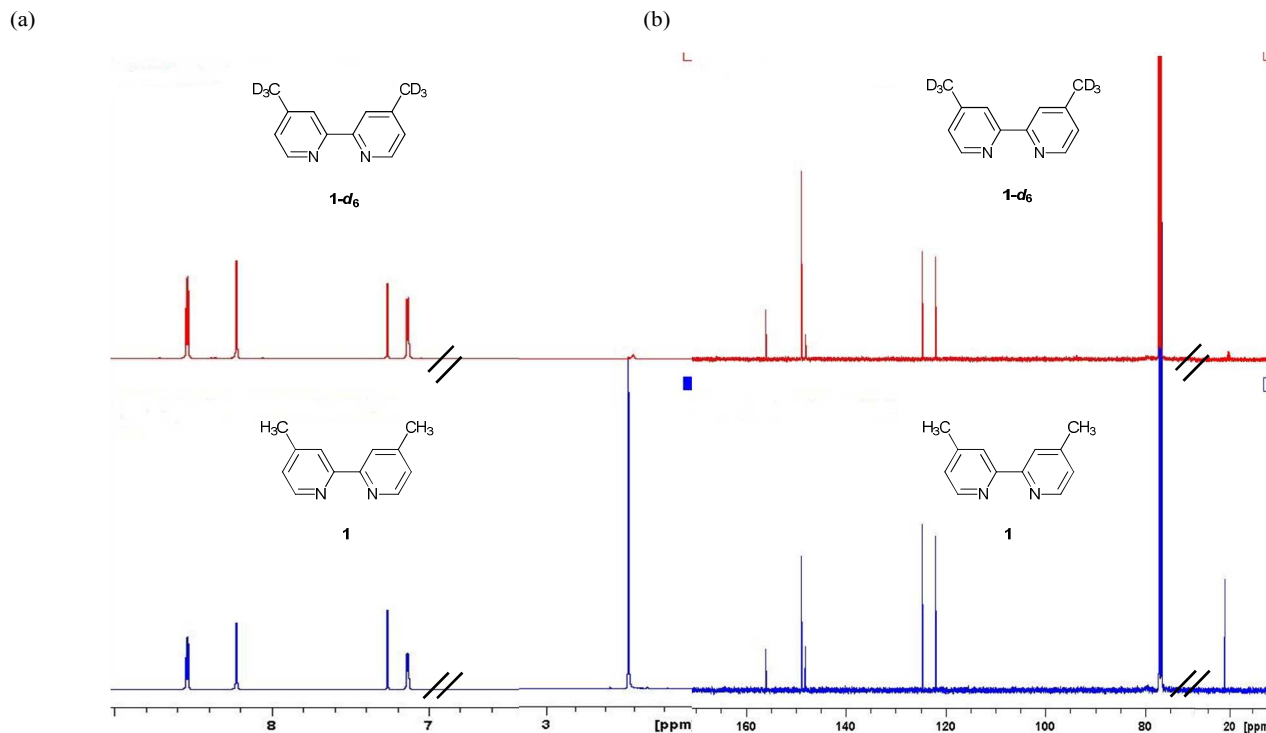 (a)
(b)
D₃C
CD₃
N
N
1-d₆
D₃C
CD₃
N
N
1-d₆
H₃C
CH₃
N
N
1
H₃C
CH₃
N
N
1
8
7
3
[ppm
160
140
120
100
80
20
[ppm